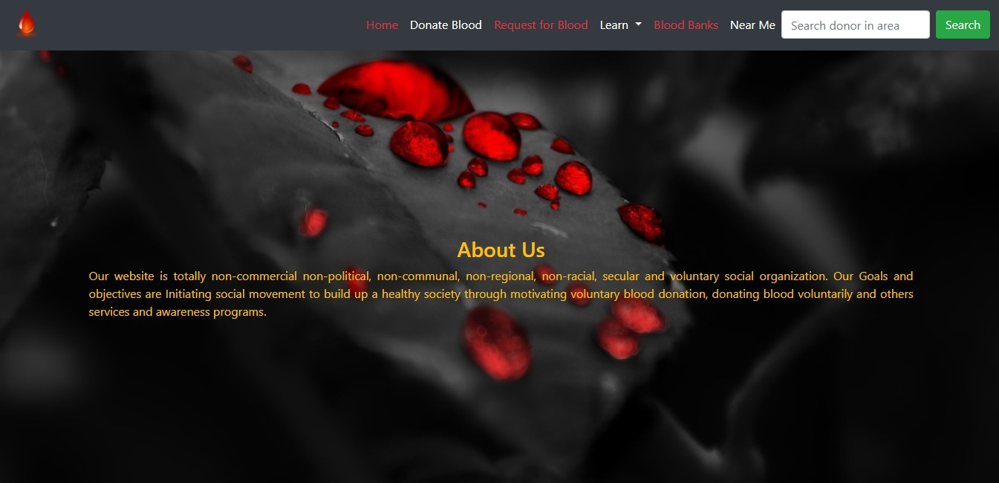 Home Donate Blood Request for Blood Learn Blood Banks Near Me Search donor in area Search
About Us
Our website is totally non-commercial non-political, non-communal, non-regional, non-racial, secular and voluntary social organization. Our Goals and
objectives are Initiating social movement to build up a healthy society through motivating voluntary blood donation, donating blood voluntarily and others
services and awareness programs.